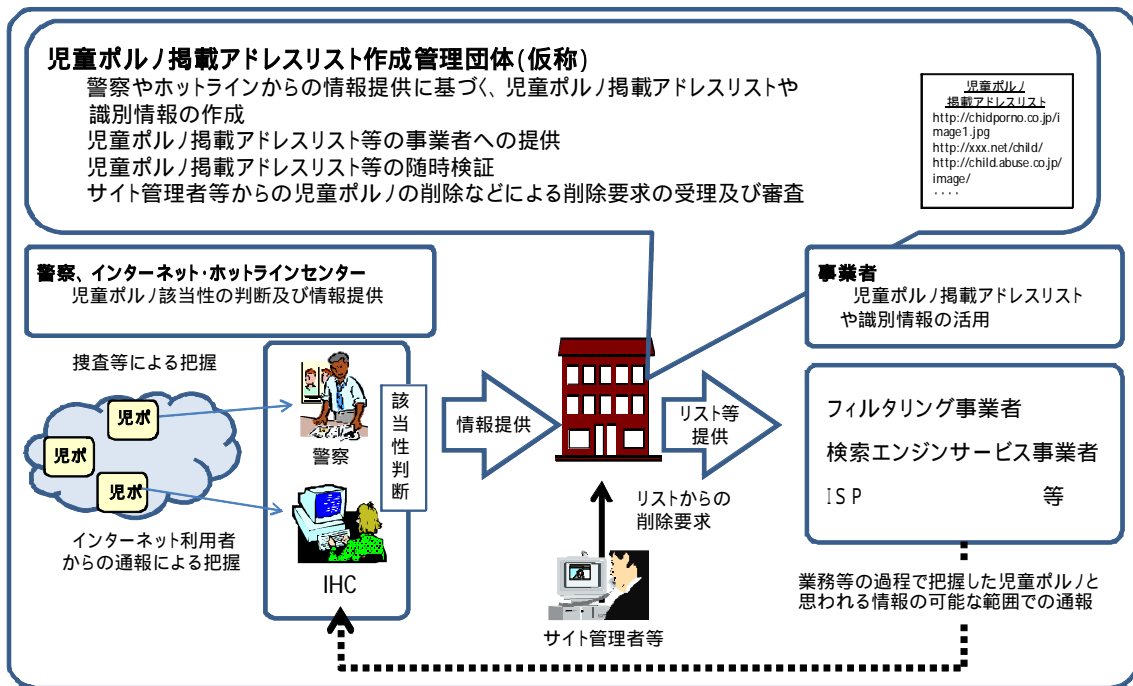 児童ポルノ掲載アドレスリスト作成管理団体(仮称)
警察やホットラインからの情報提供に基づく、児童ポルノ掲載アドレスリストや
識別情報の作成
児童ポルノ掲載アドレスリスト等の事業者への提供
児童ポルノ掲載アドレスリスト等の随時検証
サイト管理者等からの児童ポルノの削除などによる削除要求の受理及び審査
児童ポルノ
掲載アドレスリスト
http://chidporno.co.jp/i
mage1.jpg
http://xxx.net/child/
http://child.abuse.co.jp/
image/
・・・・
警察、インターネット・ホットラインセンター
児童ポルノ該当性の判断及び情報提供
事業者
児童ポルノ掲載アドレスリスト
や識別情報の活用
捜査等による把握
児ポ
児ポ
児ポ
インターネット利用者
からの通報による把握
警察
IHC
該当性判断
情報提供
リスト等
提供
リストからの
削除要求
サイト管理者等
フィルタリング事業者
検索エンジンサービス事業者
ISP 等
業務等の過程で把握した児童ポルノと
思われる情報の可能な範囲での通報